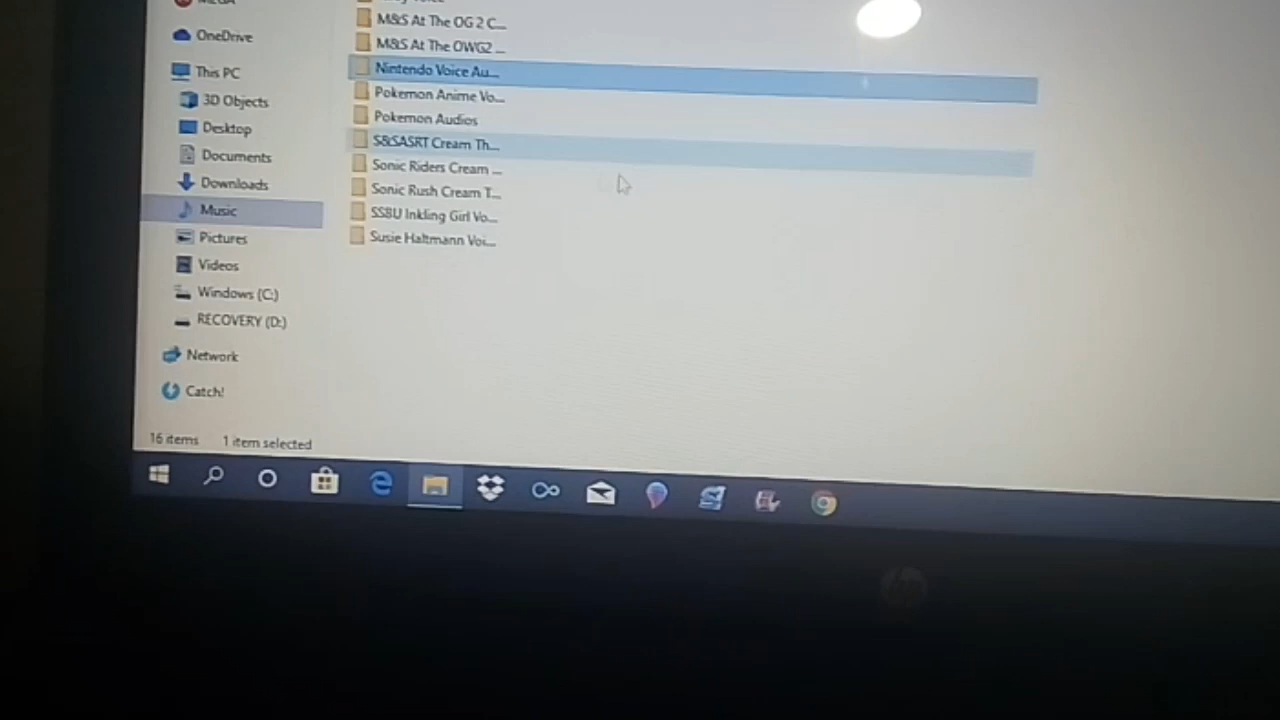 MEGA
OneDrive
This PC
3D Objects
Desktop
Documents
Downloads
Music
Pictures
Videos
Windows (C:)
RECOVERY (D:)
Network
Catch!
M&S At The OG 2 C...
M&S At The OWG2 ...
Nintendo Voice Au...
Pokemon Anime Vo...
Pokemon Audios
S&SASRT Cream Th...
Sonic Riders Cream ...
Sonic Rush Cream T...
SSBU Inkling Girl Vo...
Susie Haltmann Voi...
16 items 1 item selected
hp